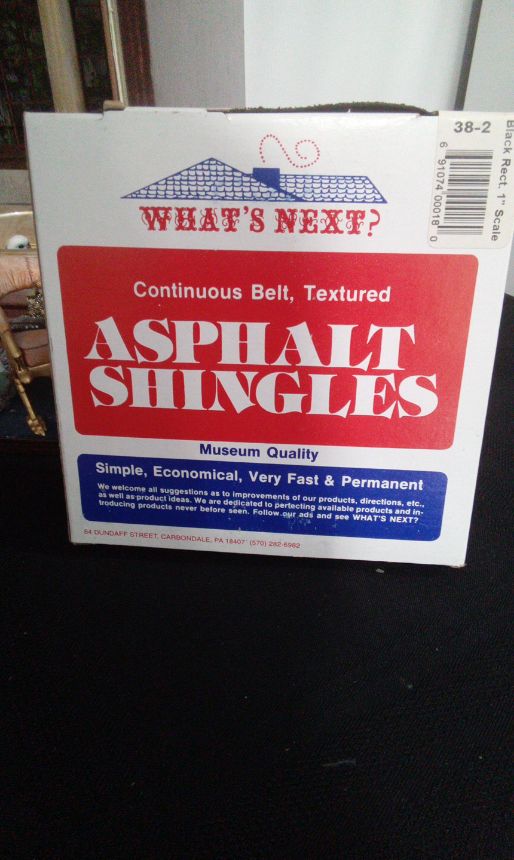 38-2
Black Rect. 1" Scale
6 91074 00018 0
WHAT'S NEXT?
Continuous Belt, Textured
ASPHALT
SHINGLES
Museum Quality
Simple, Economical, Very Fast & Permanent
We welcome all suggestions as to improvements of our products, directions, etc.,
as well as product ideas. We are dedicated to perfecting available products and in-
troducing products never before seen. Follow our ads and see WHAT'S NEXT?
64 DUNDAFF STREET, CARBONDALE, PA 18407 (570) 282-6962